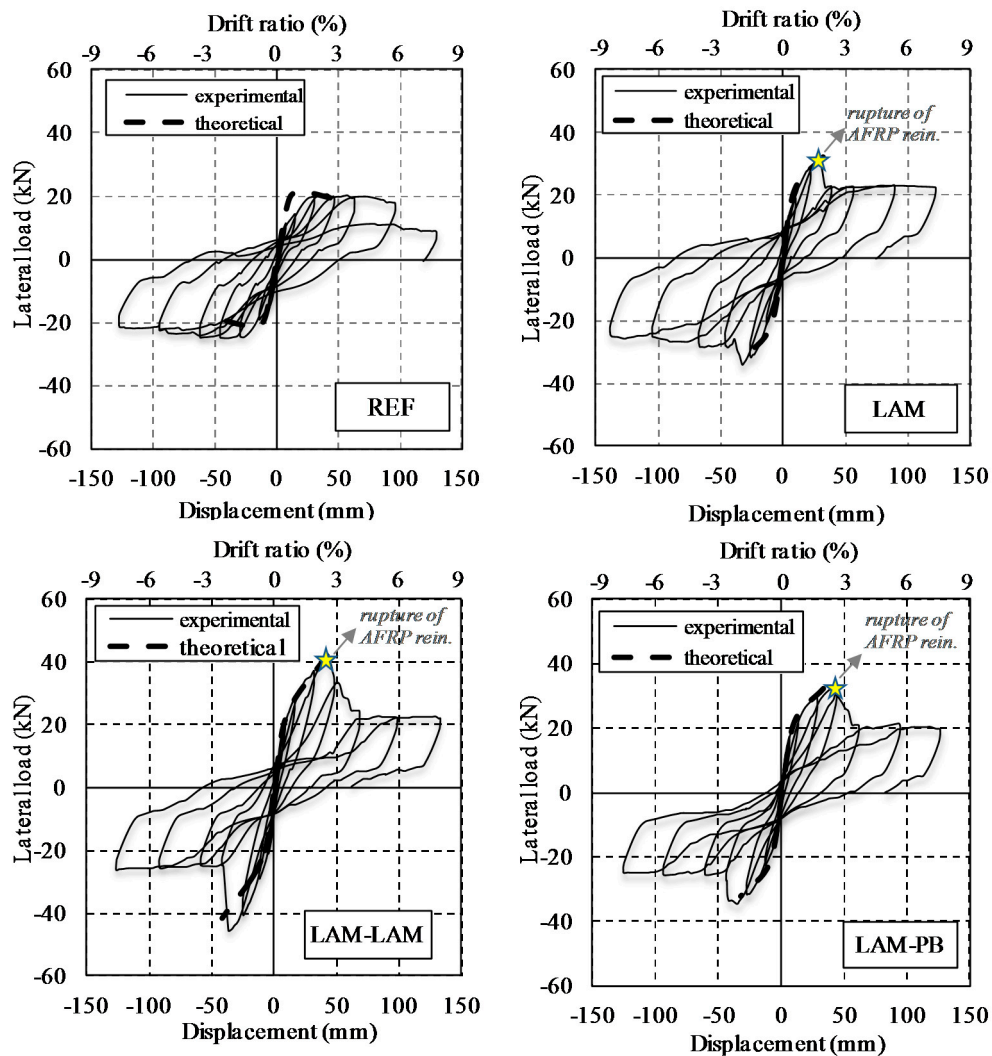 Drift ratio (%)
-9 -6 -3 0 3 6 9
60
40
20
0
-20
-40
-60
Lateral load (kN)
experimental
theoretical
REF
-150 -100 -50 0 50 100 150
Displacement (mm)
Drift ratio (%)
-9 -6 -3 0 3 6 9
60
40
20
0
-20
-40
-60
Lateral load (kN)
experimental
theoretical
rupture of
AFRP rein.
LAM
-150 -100 -50 0 50 100 150
Displacement (mm)
Drift ratio (%)
-9 -6 -3 0 3 6 9
60
40
20
0
-20
-40
-60
Lateral load (kN)
experimental
theoretical
rupture of
AFRP rein.
LAM-LAM
-150 -100 -50 0 50 100 150
Displacement (mm)
Drift ratio (%)
-9 -6 -3 0 3 6 9
60
40
20
0
-20
-40
-60
Lateral load (kN)
experimental
theoretical
rupture of
AFRP rein.
LAM-PB
-150 -100 -50 0 50 100 150
Displacement (mm)